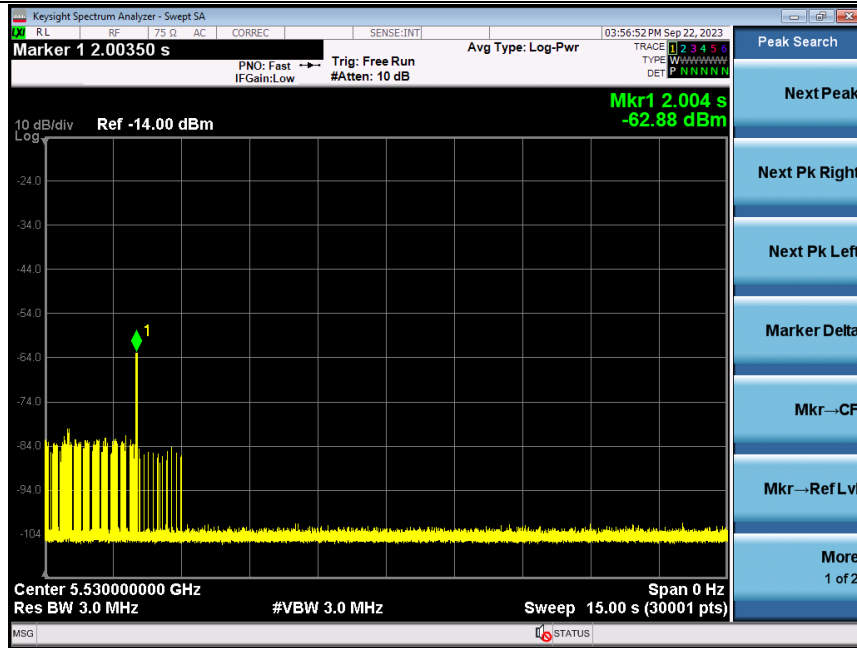 Keysight Spectrum Analyzer - Swept SA
LXI RL RF 75 Ω AC CORREC SENSE:INT 03:56:52 PM Sep 22, 2023
Marker 1 2.00350 s
PNO: Fast
IFGain:Low
Trig: Free Run
#Atten: 10 dB
Avg Type: Log-Pwr
TRACE 1 2 3 4 5 6
TYPE WWWWWW
DET P N N N N N
Mkr1 2.004 s
-62.88 dBm
10 dB/div Ref -14.00 dBm
Log
1
-24.0
-34.0
-44.0
-54.0
-64.0
-74.0
-84.0
-94.0
-104
Center 5.530000000 GHz Span 0 Hz
Res BW 3.0 MHz #VBW 3.0 MHz Sweep 15.00 s (30001 pts)
MSG STATUS
Peak Search
Next Peak
Next Pk Right
Next Pk Left
Marker Delta
Mkr→CF
Mkr→Ref Lvl
More
1 of 2